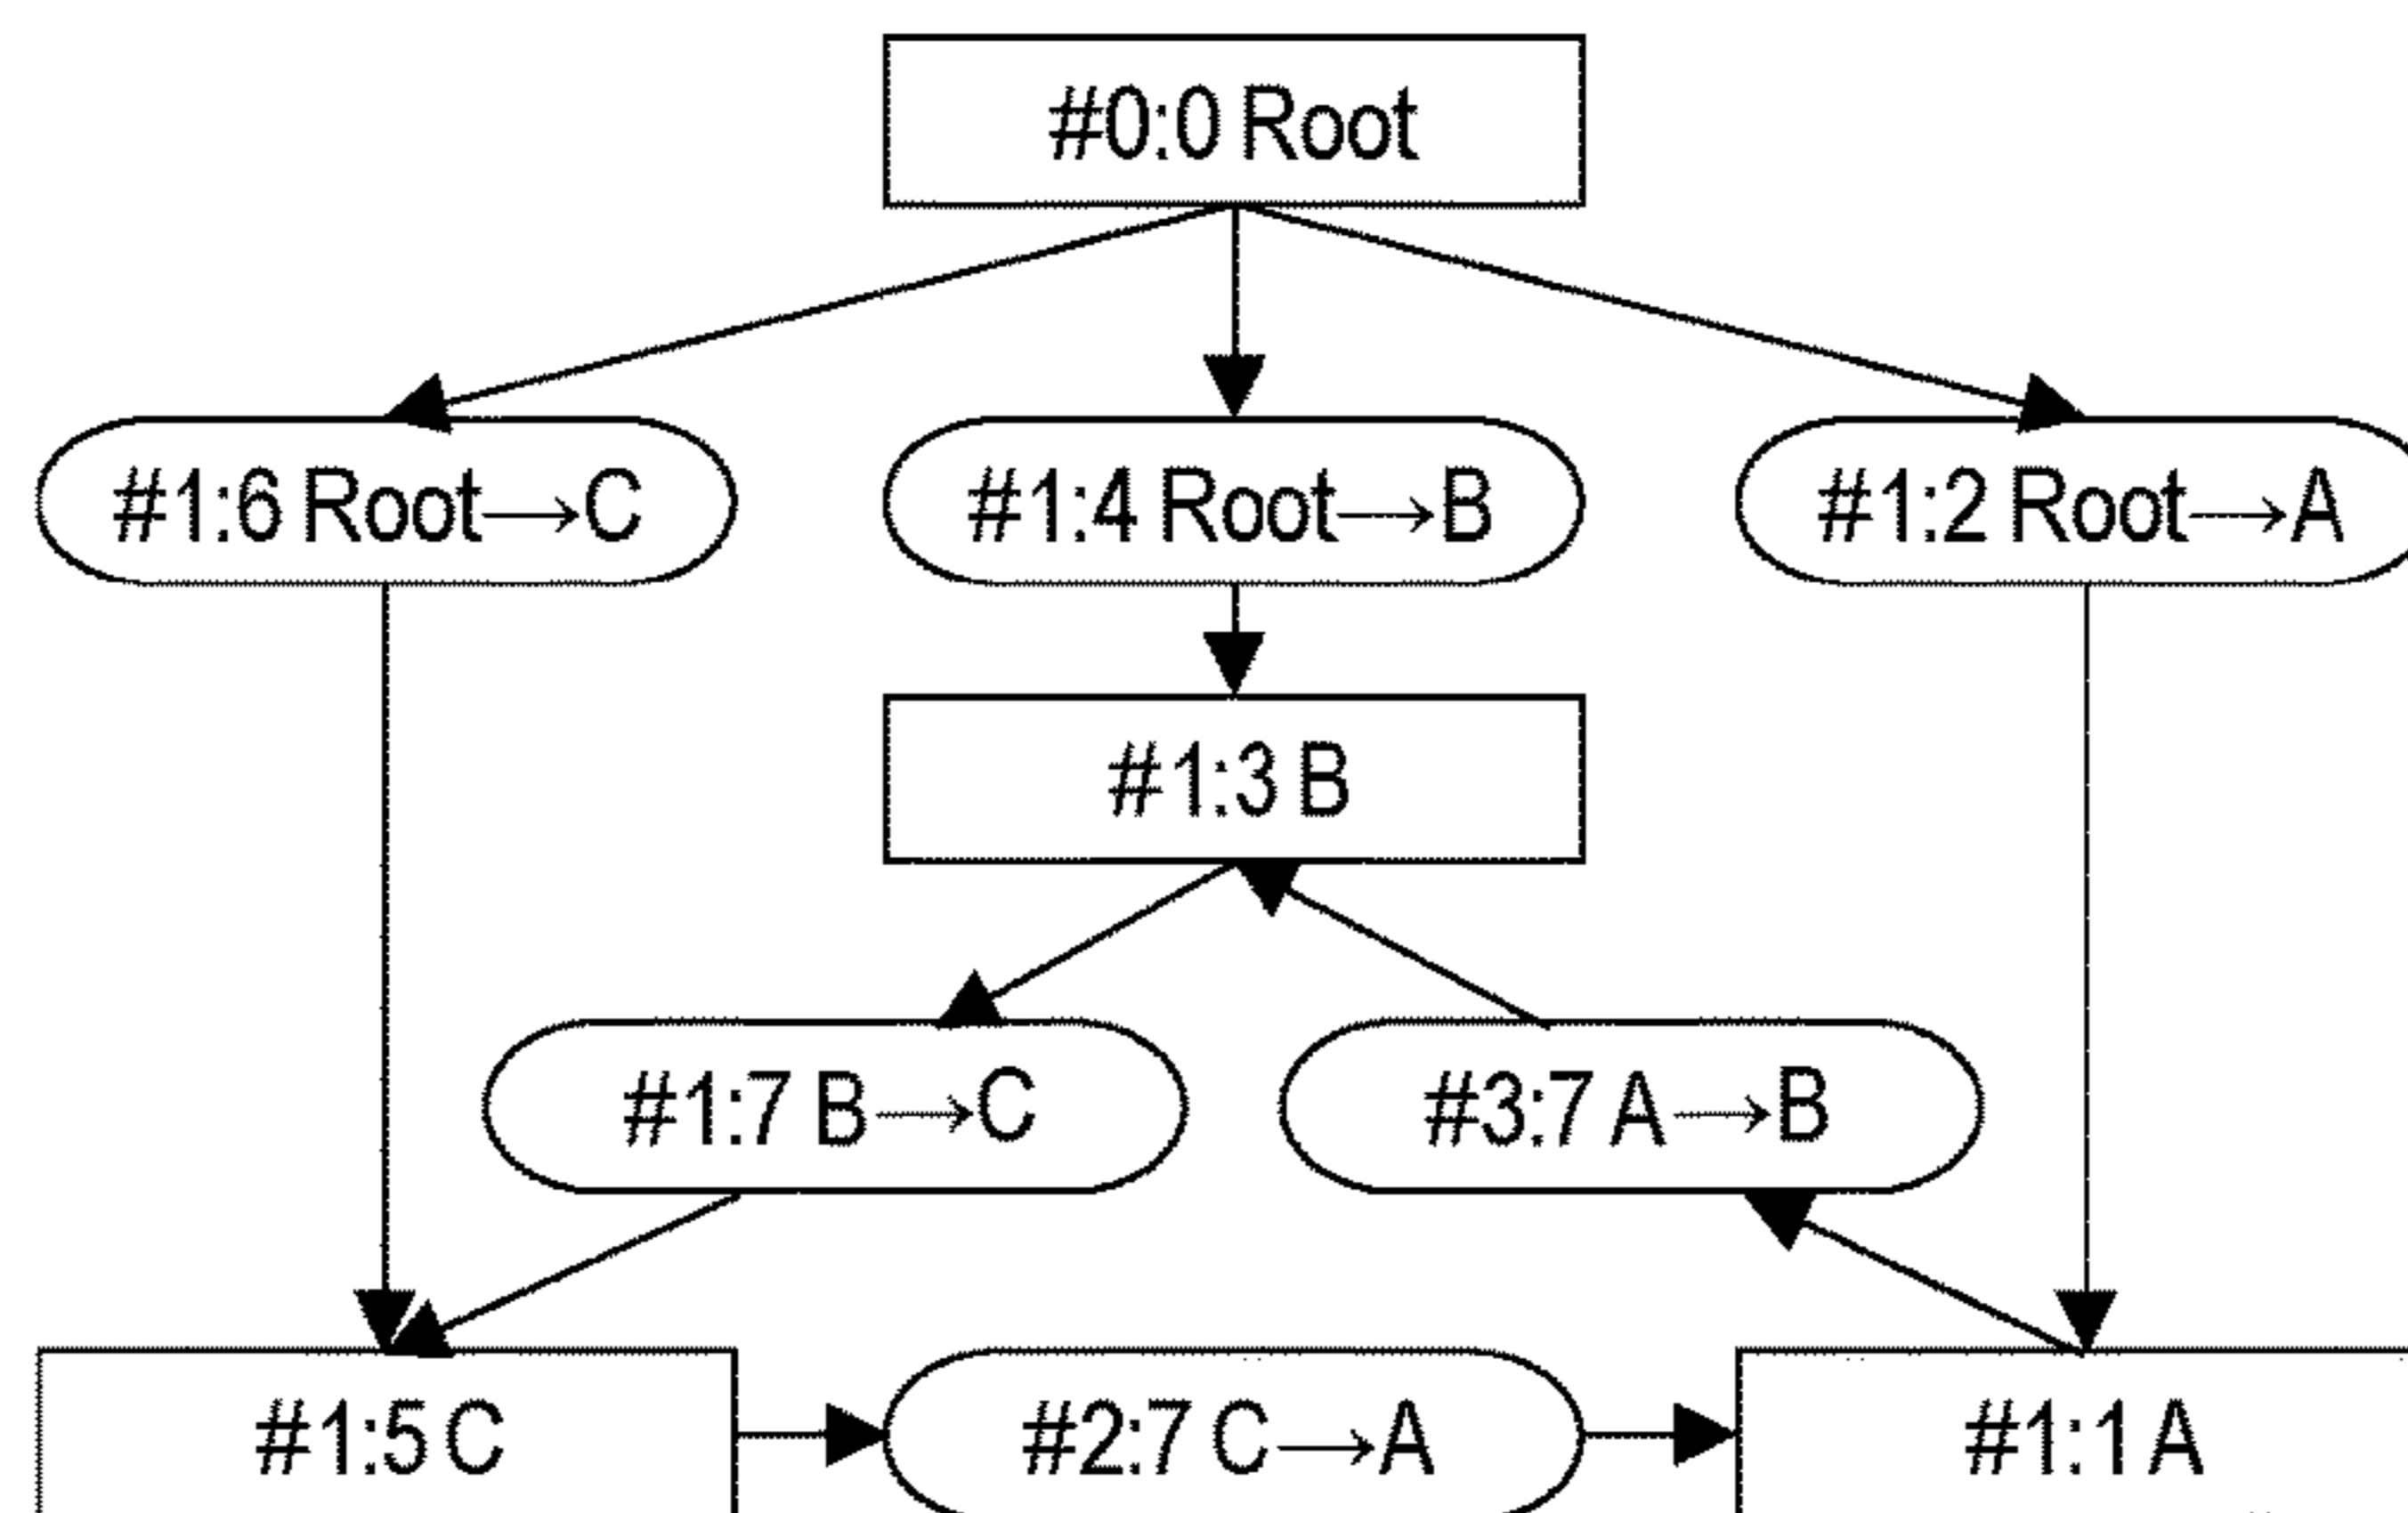 #0:0 Root
#1:6 Root→C
#1:4 Root→B
#1:2 Root→A
#1:3 B
#1:7 B→C
#3:7 A→B
#1:5 C
#2:7 C→A
#1:1 A